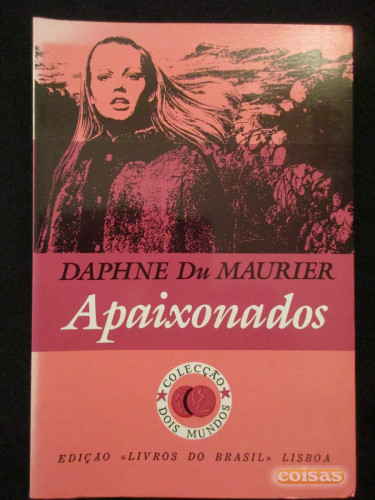 DAPHNE Du MAURIER
Apaixonados
COLECÇÃO
DOIS MUNDOS
EDIÇÃO «LIVROS DO BRASIL» LISBOA
coisas